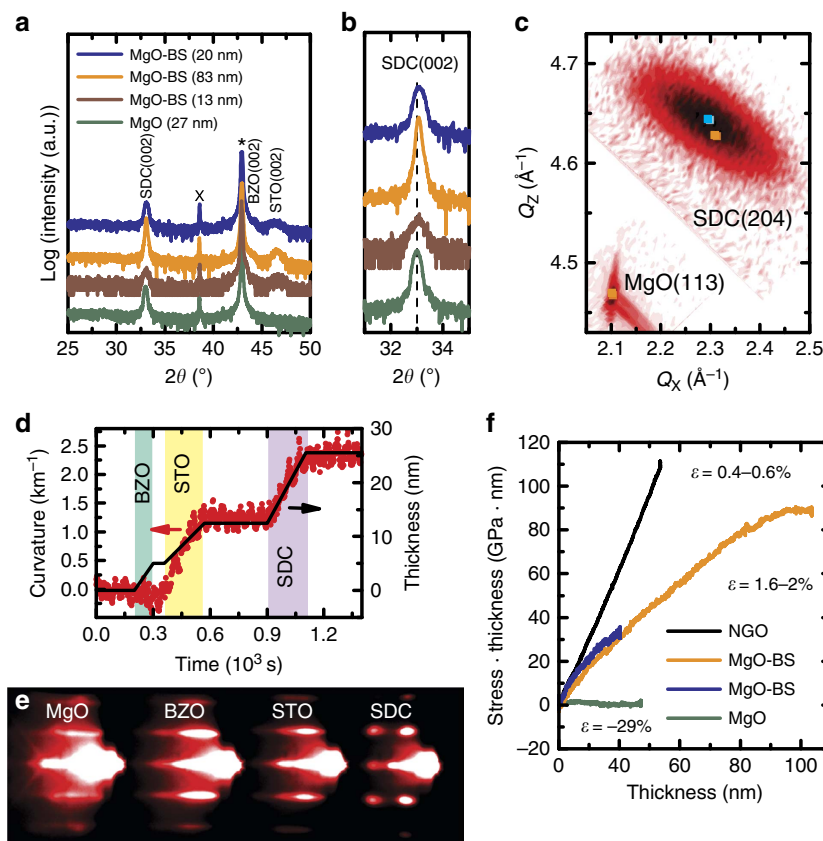 a
Log (intensity (a.u.))
MgO-BS (20 nm)
MgO-BS (83 nm)
MgO-BS (13 nm)
MgO (27 nm)
SDC(002)
X
*
BZO(002)
STO(002)
25 30 35 40 45 50
2θ (°)
b
SDC(002)
32 34
2θ (°)
c
4.7
4.6
4.5
QZ (Å–1)
SDC(204)
MgO(113)
2.1 2.2 2.3 2.4 2.5
QX (Å–1)
d
2.5
2.0
1.5
1.0
0.5
0.0
Curvature (km–1)
BZO
STO
SDC
30
20
10
0
Thickness (nm)
0.0 0.3 0.6 0.9 1.2
Time (10³ s)
e
MgO BZO STO SDC
f
120
100
80
60
40
20
0
–20
Stress · thickness (GPa · nm)
ε = 0.4–0.6%
ε = 1.6–2%
NGO
MgO-BS
MgO-BS
MgO
ε = –29%
0 20 40 60 80 100
Thickness (nm)